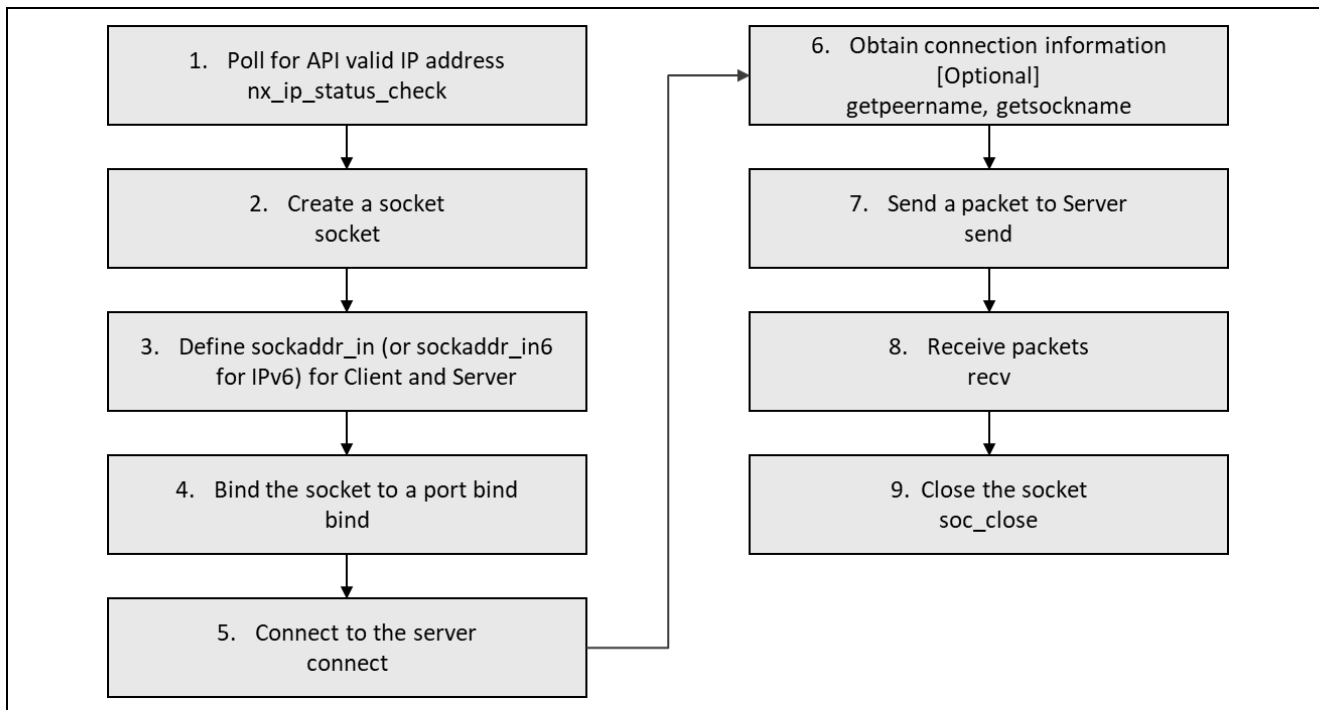 1. Poll for API valid IP address
nx_ip_status_check
2. Create a socket
socket
3. Define sockaddr_in (or sockaddr_in6
for IPv6) for Client and Server
4. Bind the socket to a port bind
bind
5. Connect to the server
connect
6. Obtain connection information
[Optional]
getpeername, getsockname
7. Send a packet to Server
send
8. Receive packets
recv
9. Close the socket
soc_close